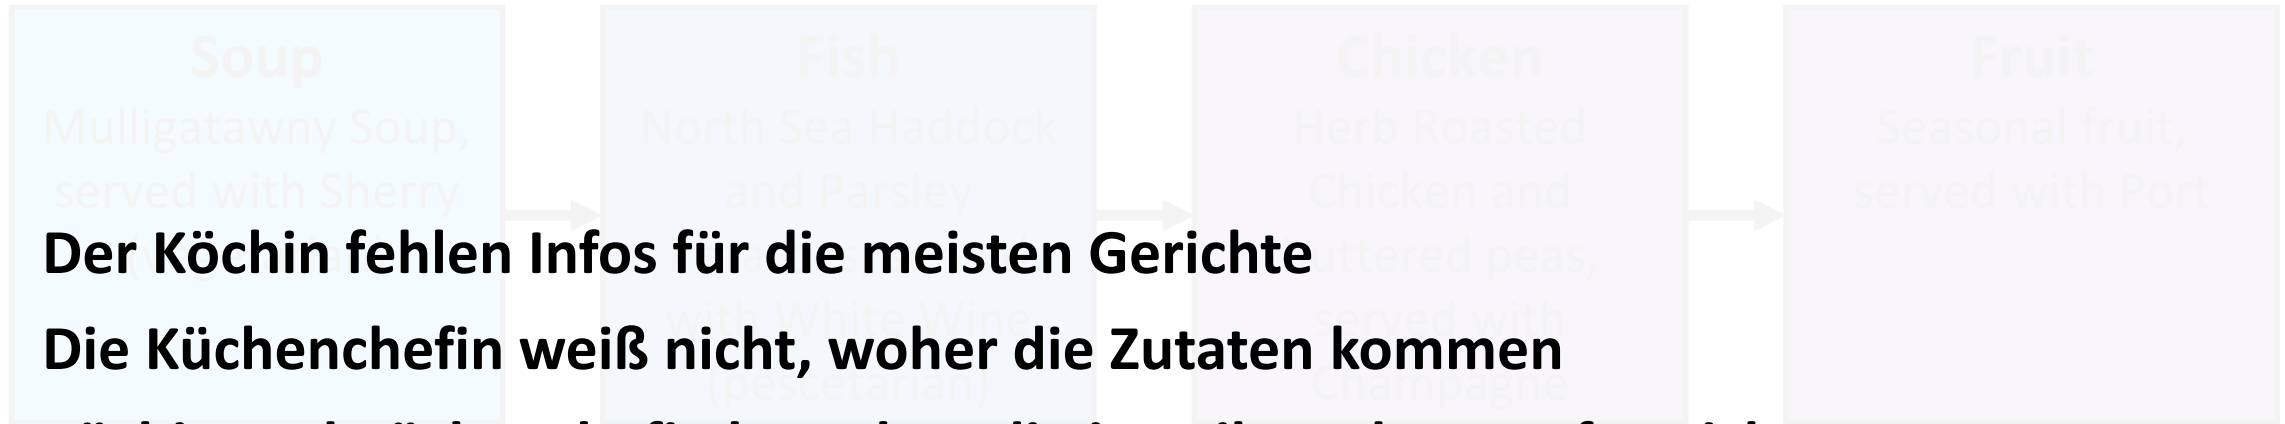 Soup
Mulligatawny Soup,
served with Sherry
Fish
North Sea Haddock
and Parsley
with White Wine
(pescetarian)
Chicken
Herb Roasted
Chicken and
buttered peas,
served with
Champagne
Fruit
Seasonal fruit,
served with Port
Der Köchin fehlen Infos für die meisten Gerichte
Die Küchenchefin weiß nicht, woher die Zutaten kommen